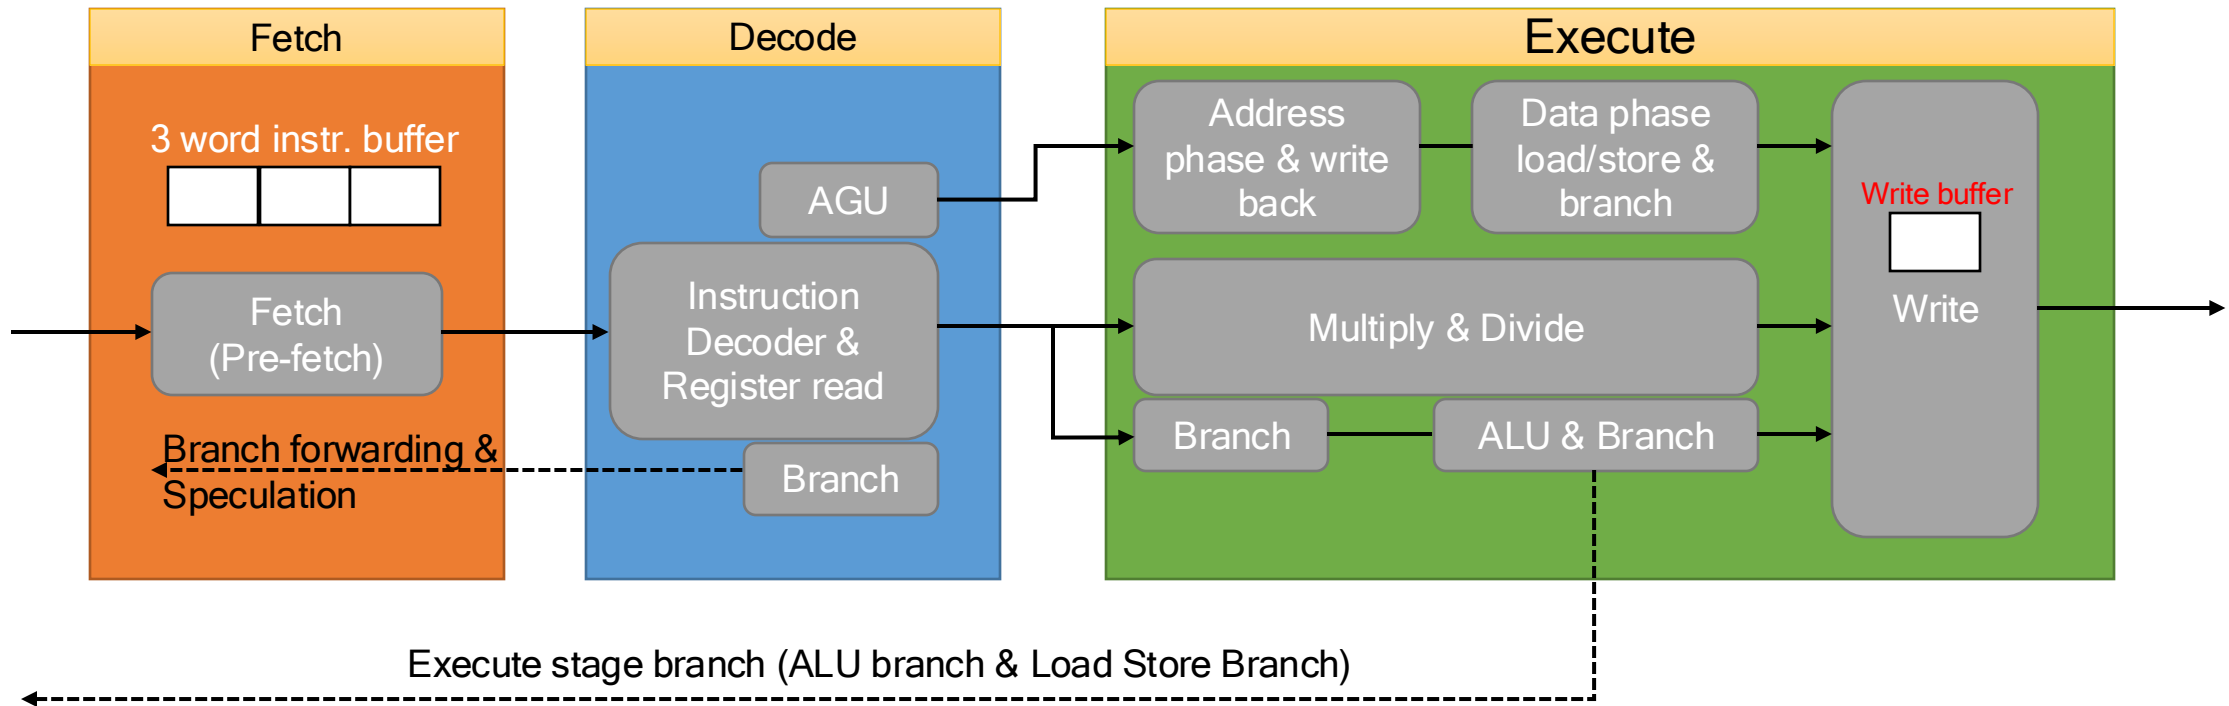 Fetch
Decode
Execute
3 word instr. buffer
Fetch
(Pre-fetch)
Branch forwarding &
Speculation
AGU
Instruction
Decoder &
Register read
Branch
Address
phase & write
back
Data phase
load/store &
branch
Multiply & Divide
Branch
ALU & Branch
Write buffer
Write
Execute stage branch (ALU branch & Load Store Branch)